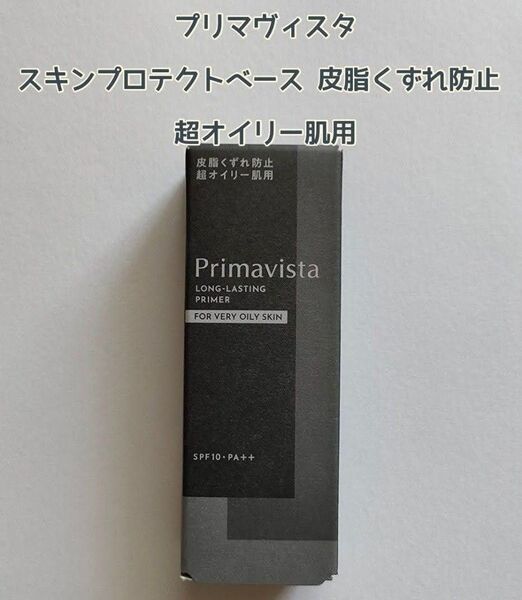 プリマヴィスタ
スキンプロテクトベース 皮脂くずれ防止
超オイリー肌用
皮脂くずれ防止
超オイリー肌用
Primavista
LONG-LASTING
PRIMER
FOR VERY OILY SKIN
SPF10・PA++